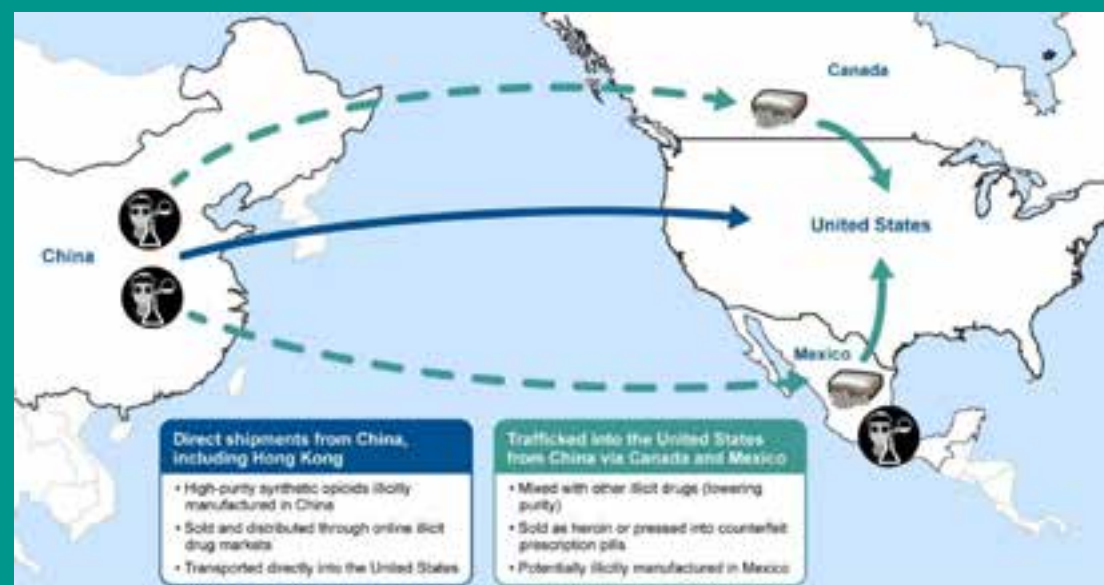 Canada
United States
China
Mexico
Direct shipments from China,
including Hong Kong
• High-purity synthetic opioids illicitly
manufactured in China
• Sold and distributed through online illicit
drug markets
• Transported directly into the United States
Trafficked into the United States
from China via Canada and Mexico
• Mixed with other illicit drugs (lowering
purity)
• Sold as heroin or pressed into counterfeit
prescription pills
• Potentially illicitly manufactured in Mexico